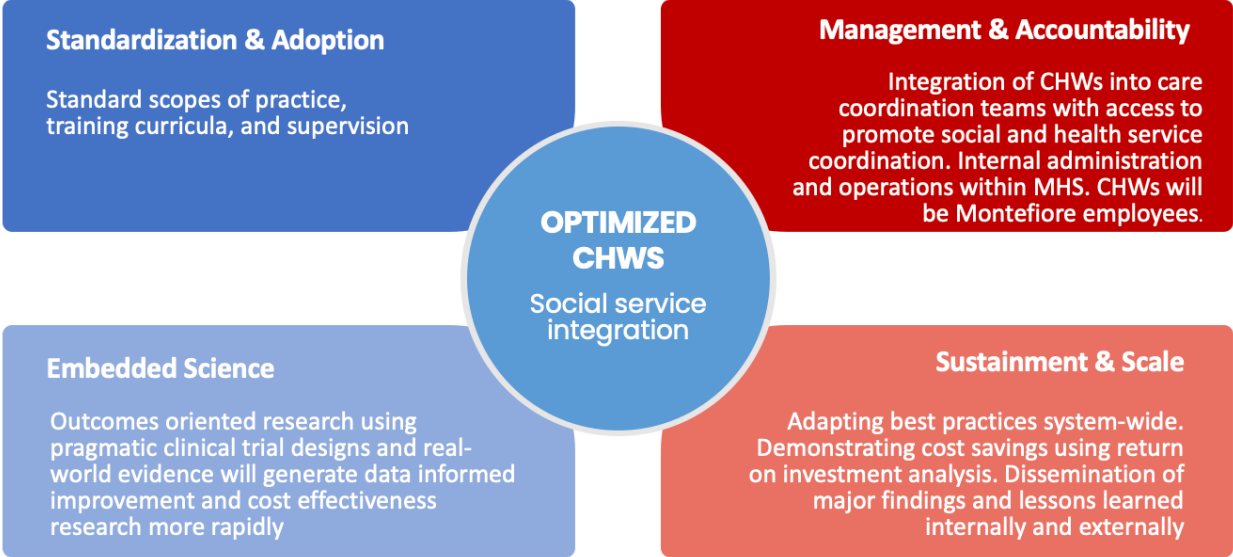 Standardization & Adoption
Standard scopes of practice,
training curricula, and supervision
Management & Accountability
Integration of CHWs into care
coordination teams with access to
promote social and health service
coordination. Internal administration
and operations within MHS. CHWs will
be Montefiore employees.
OPTIMIZED
CHWS
Social service
integration
Embedded Science
Outcomes oriented research using
pragmatic clinical trial designs and real-
world evidence will generate data informed
improvement and cost effectiveness
research more rapidly
Sustainment & Scale
Adapting best practices system-wide.
Demonstrating cost savings using return
on investment analysis. Dissemination of
major findings and lessons learned
internally and externally